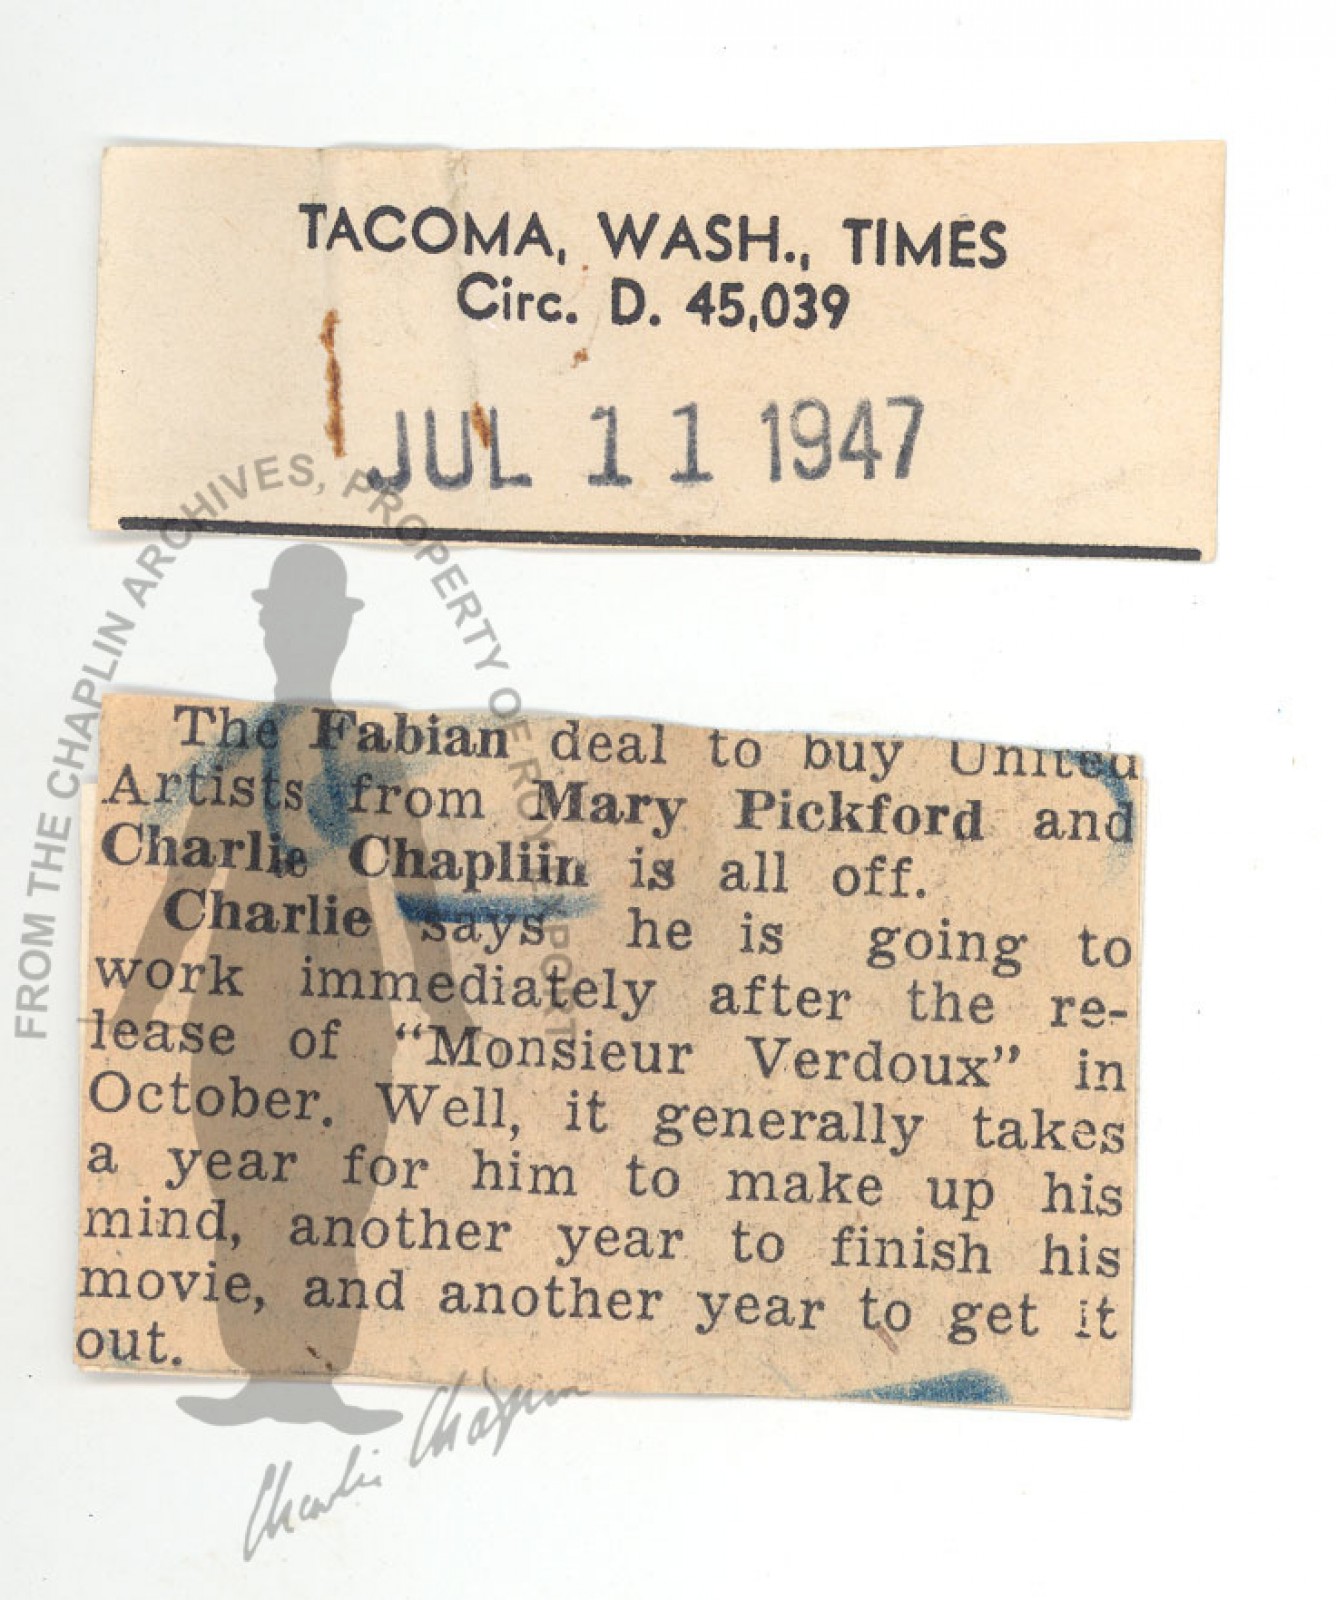 TACOMA, WASH., TIMES
Circ. D. 45,039
JUL 11 1947
FROM THE CHAPLIN ARCHIVES, PROPERTY OF ROY EXPORT
The Fabian deal to buy United
Artists from Mary Pickford and
Charlie Chapliin is all off.
Charlie says he is going to
work immediately after the re-
lease of "Monsieur Verdoux" in
October. Well, it generally takes
a year for him to make up his
mind, another year to finish his
movie, and another year to get it
out.
Charlie Chaplin